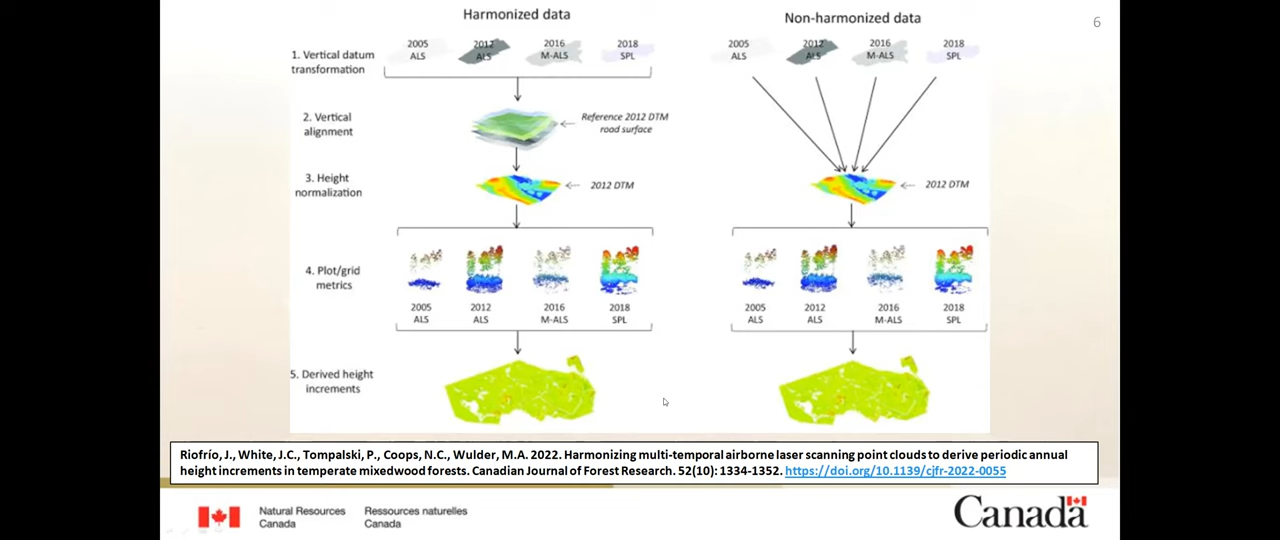 6
Harmonized data
Non-harmonized data
1. Vertical datum
transformation
2005
ALS
2012
ALS
2016
M-ALS
2018
SPL
2005
ALS
2012
ALS
2016
M-ALS
2018
SPL
2. Vertical
alignment
Reference 2012 DTM
road surface
3. Height
normalization
2012 DTM
2012 DTM
4. Plot/grid
metrics
2005
ALS
2012
ALS
2016
M-ALS
2018
SPL
2005
ALS
2012
ALS
2016
M-ALS
2018
SPL
5. Derived height
increments
Riofrío, J., White, J.C., Tompalski, P., Coops, N.C., Wulder, M.A. 2022. Harmonizing multi-temporal airborne laser scanning point clouds to derive periodic annual
height increments in temperate mixedwood forests. Canadian Journal of Forest Research. 52(10): 1334-1352. https://doi.org/10.1139/cjfr-2022-0055
Natural Resources
Canada
Ressources naturelles
Canada
Canada